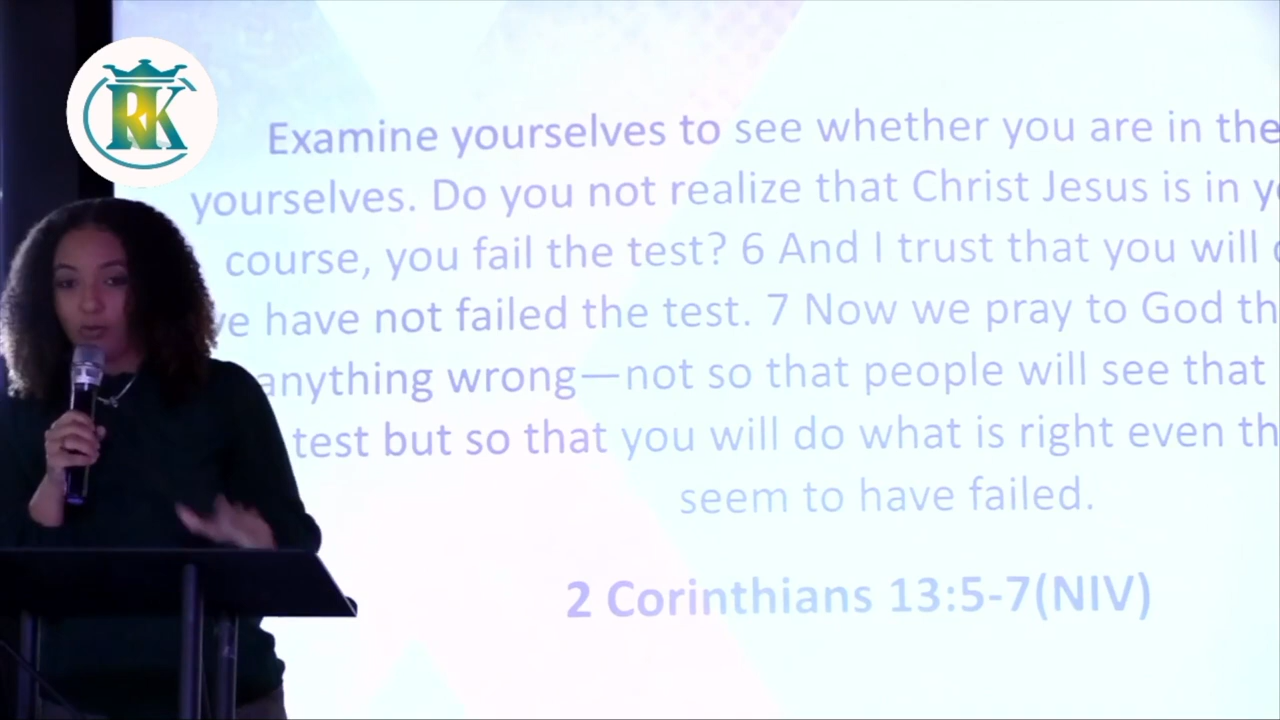 RK
Examine yourselves to see whether you are in the
yourselves. Do you not realize that Christ Jesus is in
course, you fail the test? 6 And I trust that you will
have not failed the test. 7 Now we pray to God
anything wrong—not so that people will see that
test but so that you will do what is right even
seem to have failed.
2 Corinthians 13:5-7(NIV)